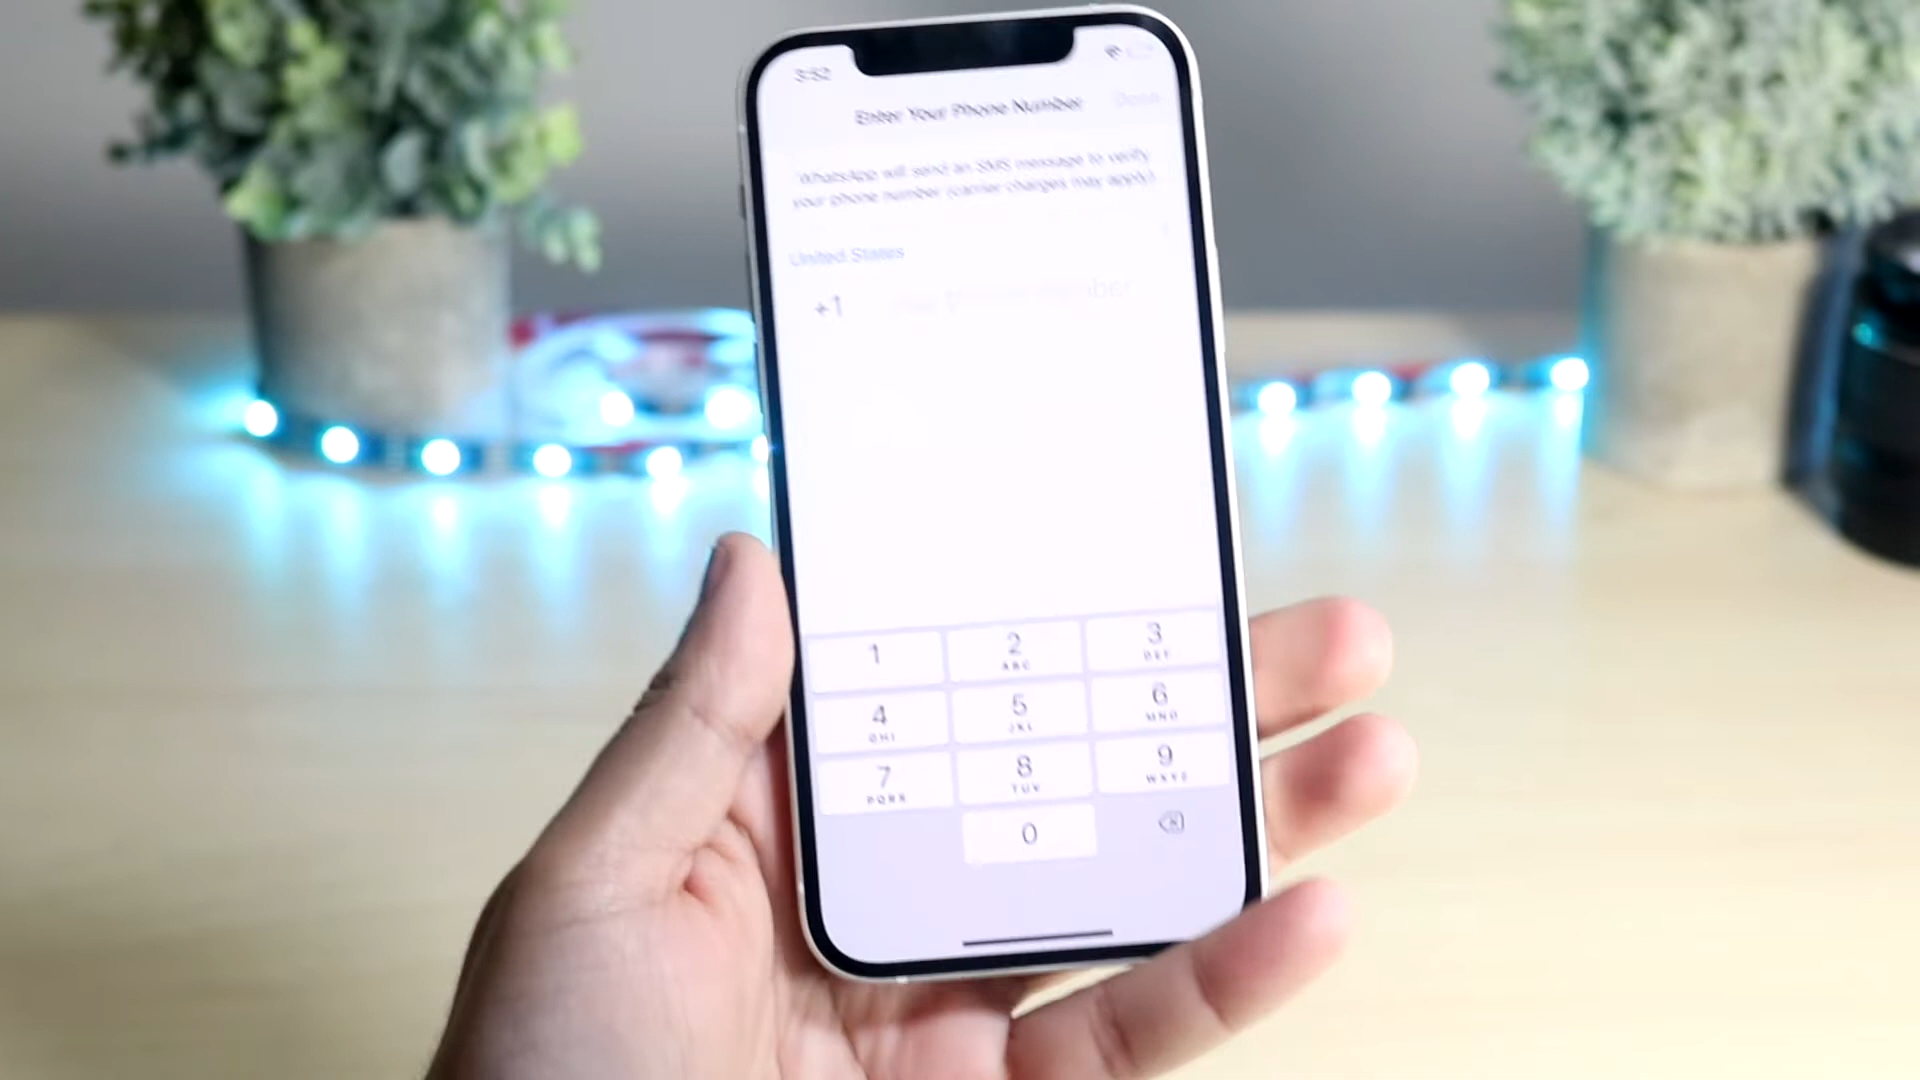 3:52
Enter Your Phone Number Done
WhatsApp will send an SMS message to verify
your phone number (carrier charges may apply).
United States
+1 number
1
2
ABC
3
DEF
4
GHI
5
JKL
6
MNO
7
PQRS
8
TUV
9
WXYZ
0